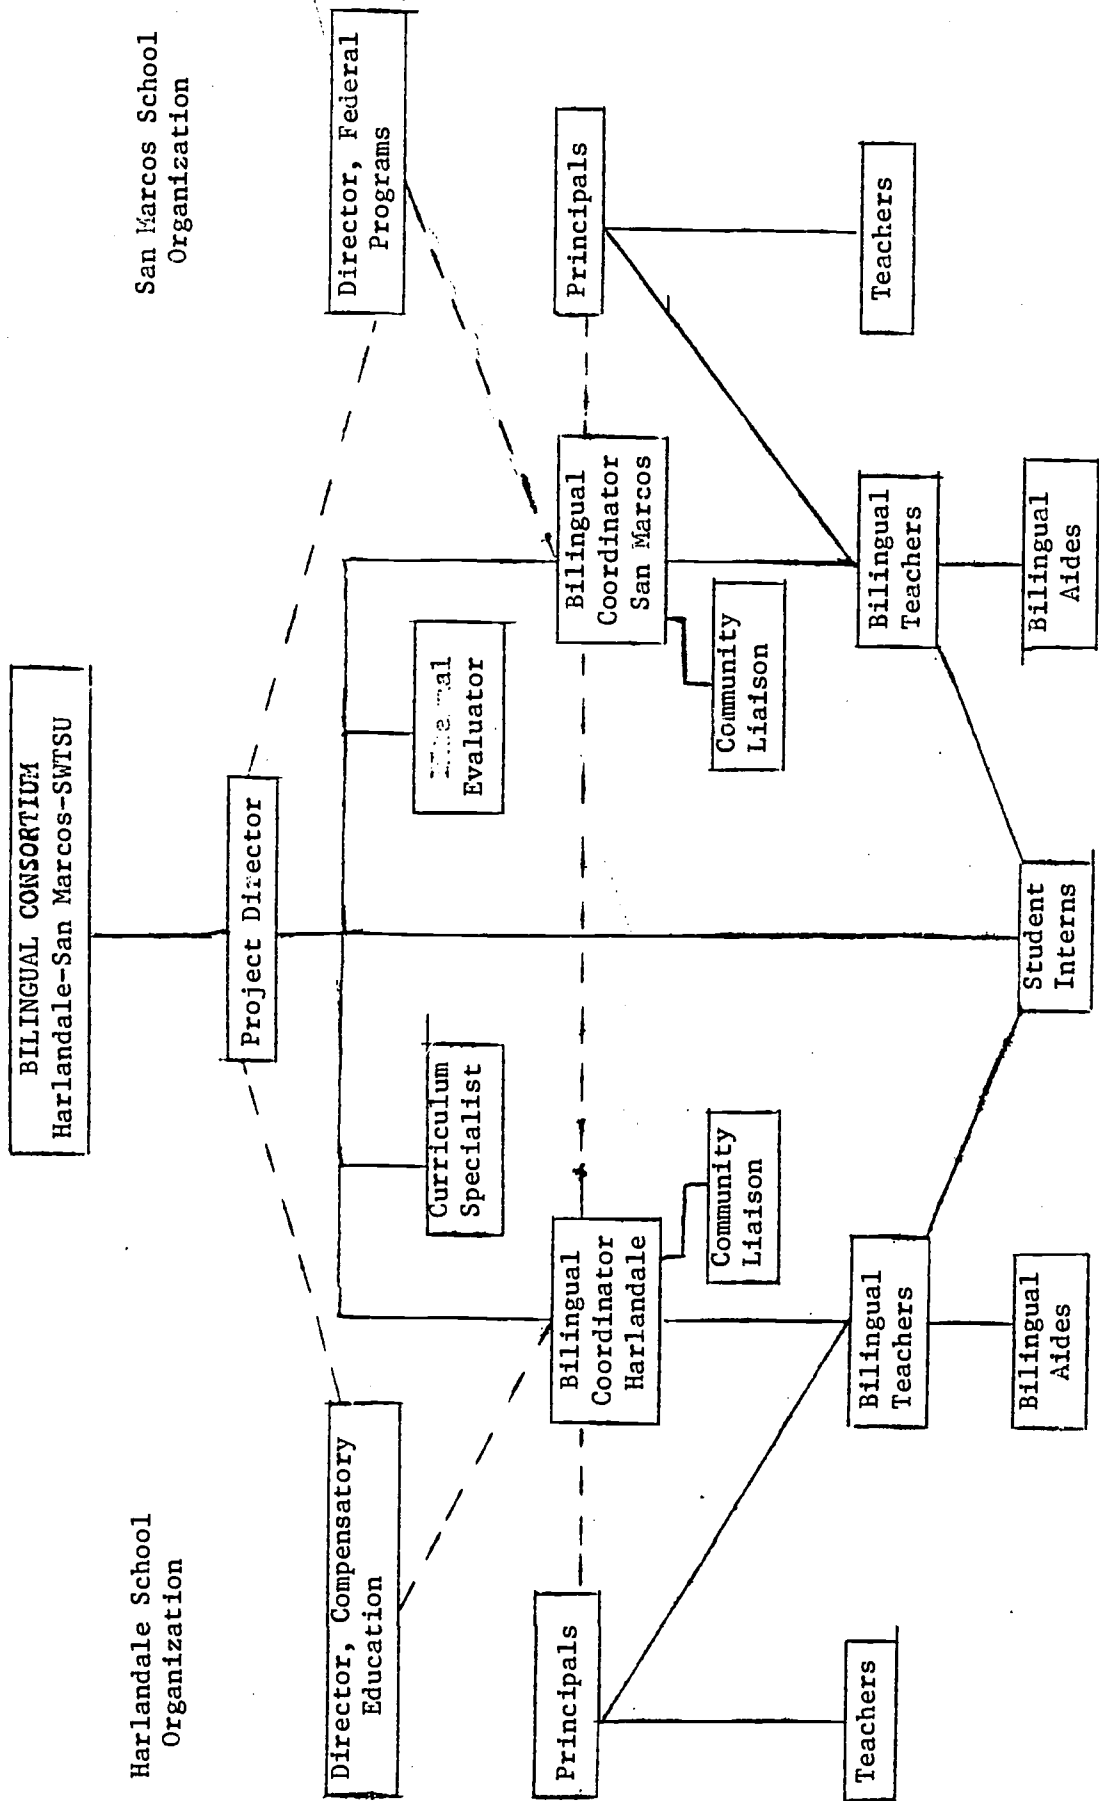 BILINGUAL CONSORTIUM
Harlandale-San Marcos-SWTSU
Harlandale School
Organization
San Marcos School
Organization
Project Director
Director, Compensatory
Education
Director, Federal
Programs
Curriculum
Specialist
Evaluator
Principals
Bilingual
Coordinator
Harlandale
Bilingual
Coordinator
San Marcos
Principals
Community
Liaison
Community
Liaison
Teachers
Bilingual
Teachers
Bilingual
Teachers
Teachers
Bilingual
Aides
Student
Interns
Bilingual
Aides